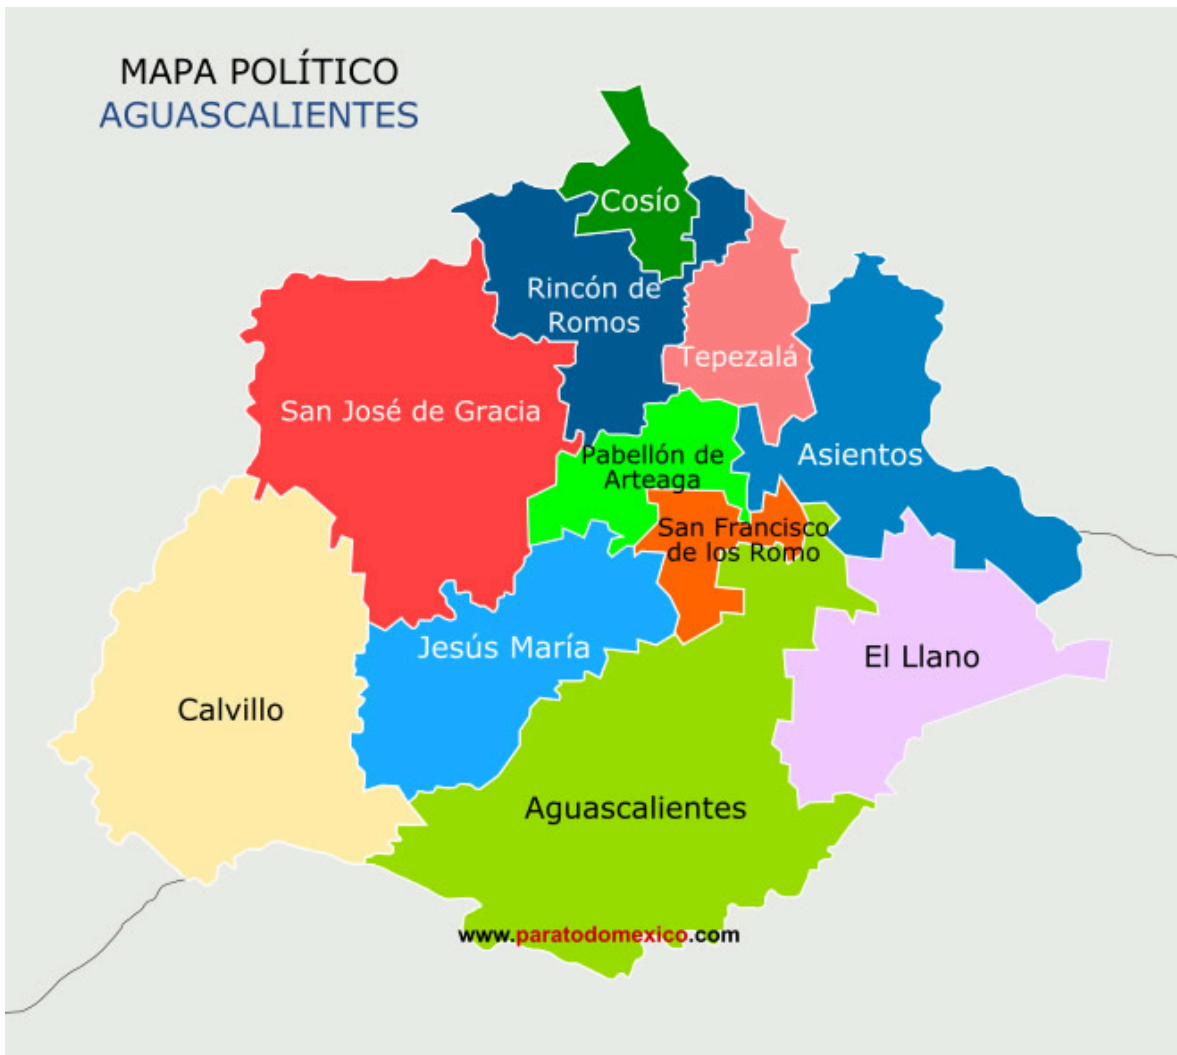 MAPA POLÍTICO
AGUASCALIENTES
Cosío
Rincón de
Romos
Tepezalá
San José de Gracia
Pabellón de
Arteaga
Asientos
San Francisco
de los Romo
Jesús María
El Llano
Calvillo
Aguascalientes
www.paratodomexico.com